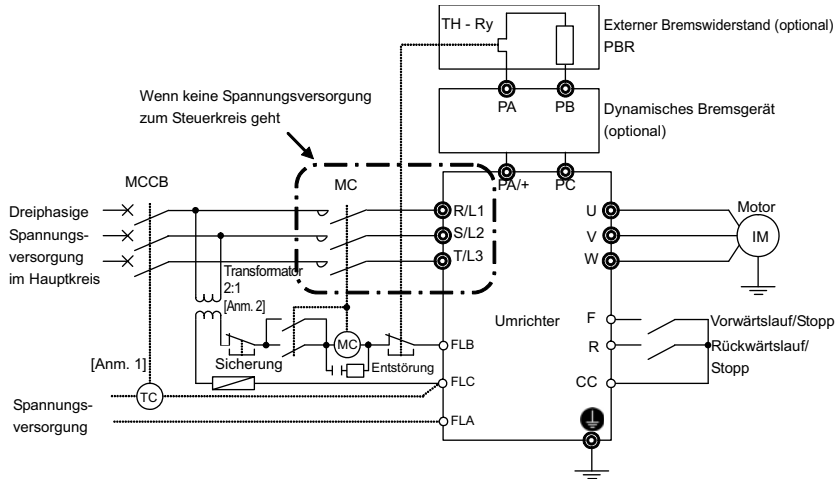 TH - Ry
Externer Bremswiderstand (optional)
PBR
PA
PB
Wenn keine Spannungsversorgung
zum Steuerkreis geht
Dynamisches Bremsgerät
(optional)
MCCB
MC
PA/+
PC
Dreiphasige
Spannungs-
versorgung
im Hauptkreis
R/L1
S/L2
T/L3
U
V
W
Motor
IM
Transformator
2:1
[Anm. 2]
Umrichter
F
Vorwärtslauf/Stopp
R
Rückwärtslauf/
Stopp
MC
FLB
[Anm. 1]
Sicherung
Entstörung
FLC
CC
TC
Spannungs-
versorgung
FLA